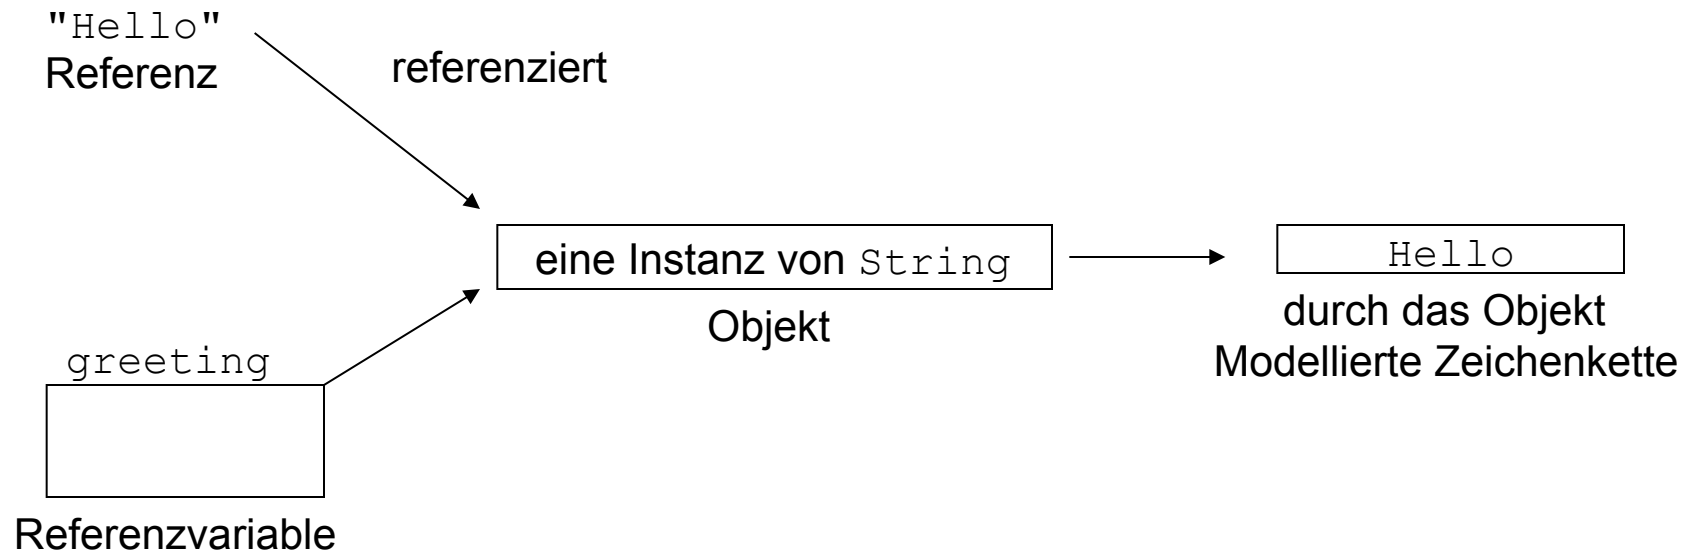 "Hello"
Referenz
referenziert
eine Instanz von String
Objekt
Hello
durch das Objekt
Modellierte Zeichenkette
greeting
Referenzvariable